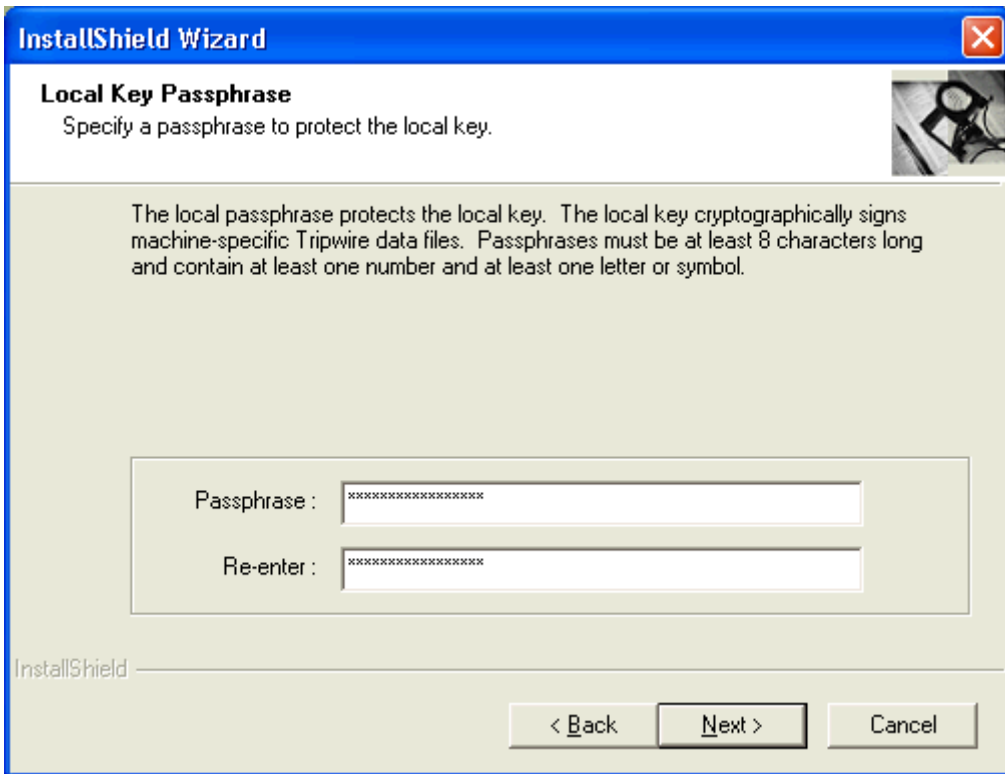 InstallShield Wizard
Local Key Passphrase
Specify a passphrase to protect the local key.
The local passphrase protects the local key.  The local key cryptographically signs
machine-specific Tripwire data files.  Passphrases must be at least 8 characters long
and contain at least one number and at least one letter or symbol.
Passphrase : *****************
Re-enter : *****************
InstallShield
< Back Next > Cancel